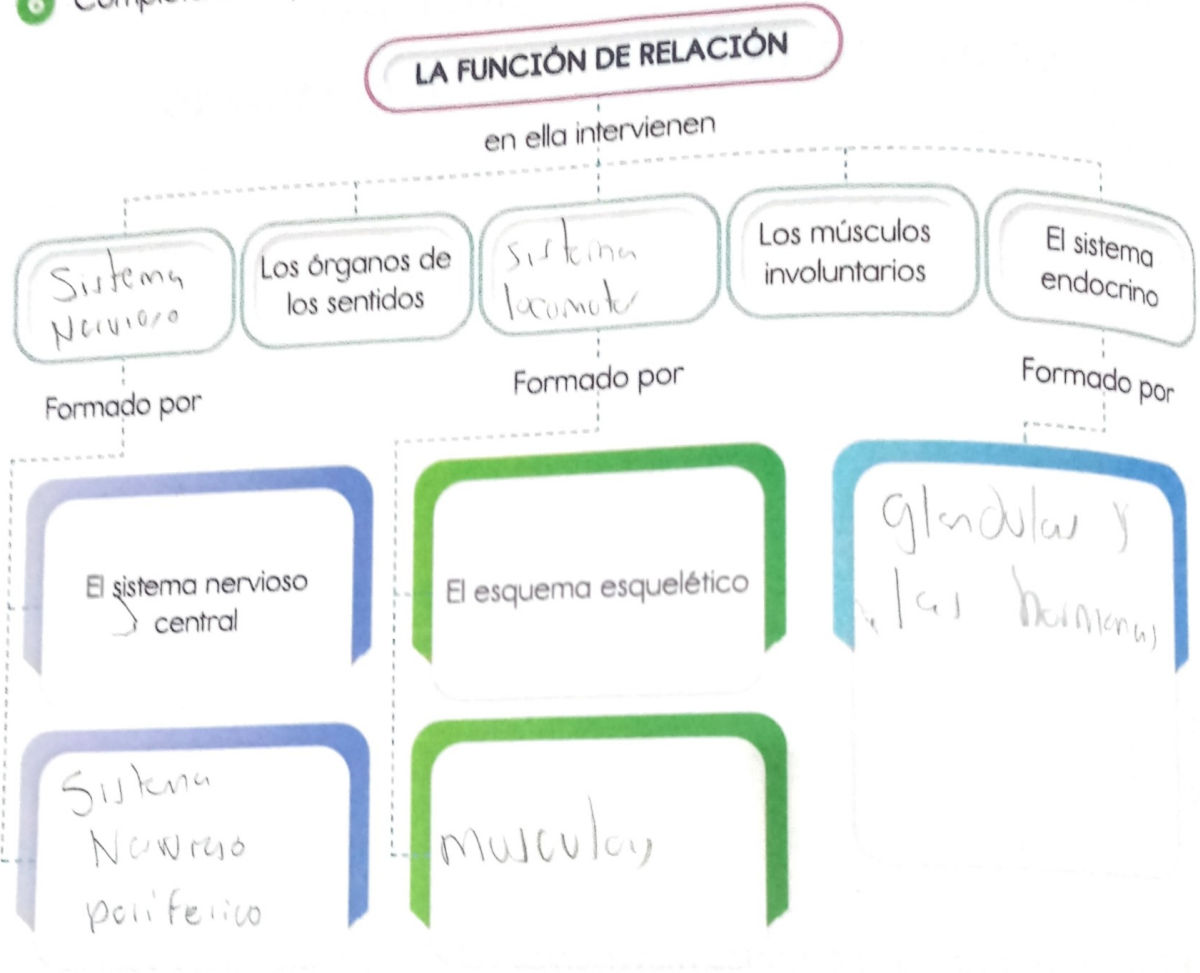 6
LA FUNCIÓN DE RELACIÓN
en ella intervienen
Sistema
Nervioso
Los órganos de
los sentidos
Sistema
locomotor
Los músculos
involuntarios
El sistema
endocrino
Formado por
Formado por
Formado por
El sistema nervioso
central
El esquema esquelético
glandulas y
las hormonas
Sistema
Nervioso
periferico